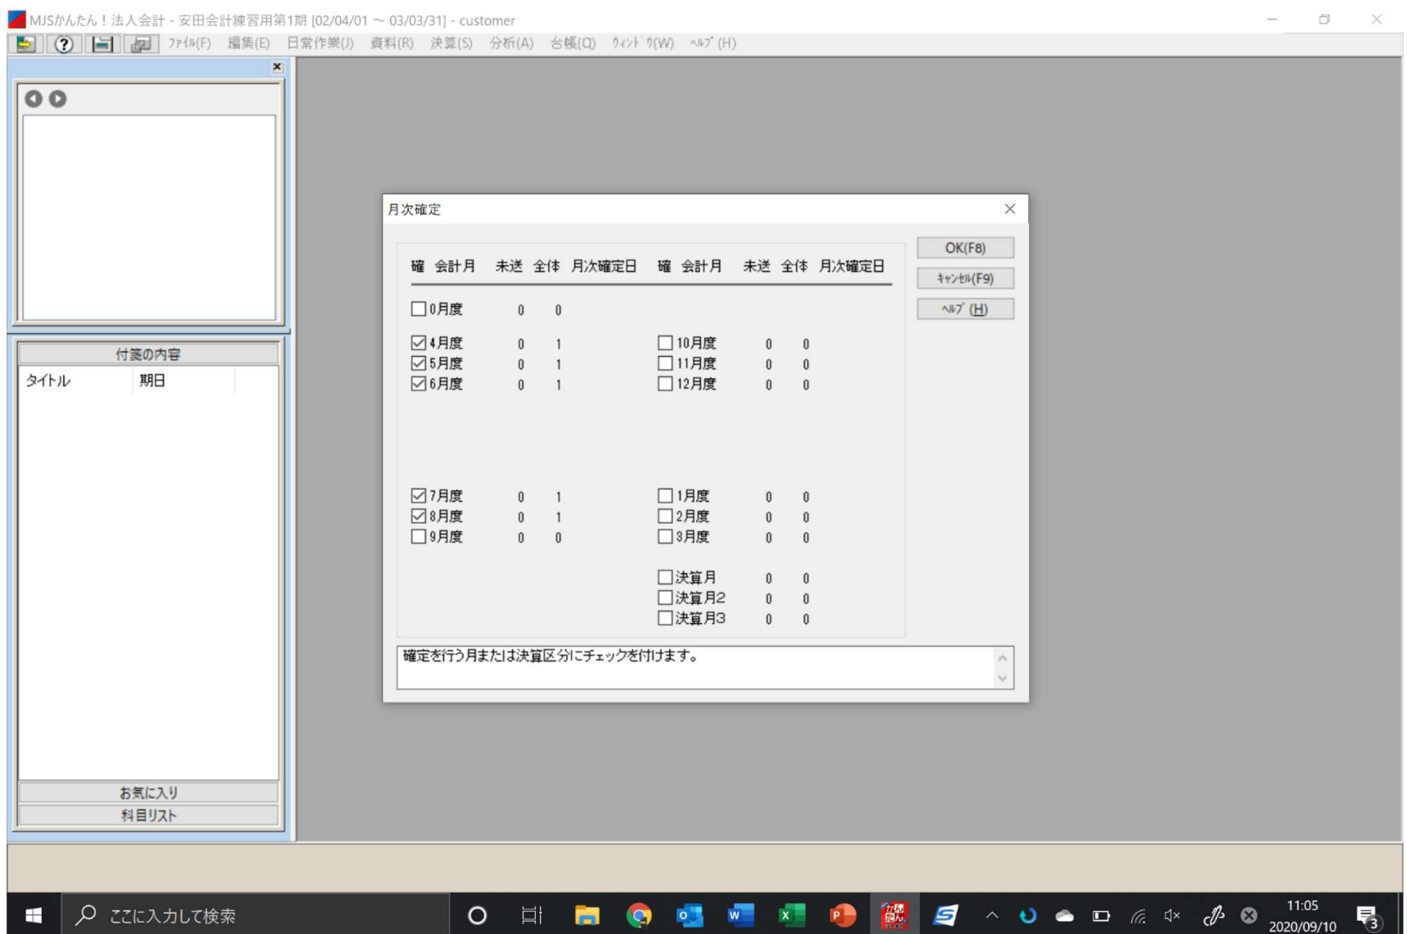 MJSかんたん！法人会計 - 安田会計練習用第1期 [02/04/01 ～ 03/03/31] - customer
ﾌｧｲﾙ(F) 編集(E) 日常作業(J) 資料(R) 決算(S) 分析(A) 台帳(Q) ｳｨﾝﾄﾞｳ(W) ﾍﾙﾌﾟ(H)
付箋の内容
タイトル 期日
お気に入り
科目リスト
月次確定
確 会計月 未送 全体 月次確定日 確 会計月 未送 全体 月次確定日
0月度 0 0
4月度 0 1 10月度 0 0
5月度 0 1 11月度 0 0
6月度 0 1 12月度 0 0
7月度 0 1 1月度 0 0
8月度 0 1 2月度 0 0
9月度 0 0 3月度 0 0
決算月 0 0
決算月2 0 0
決算月3 0 0
OK(F8)
ｷｬﾝｾﾙ(F9)
ﾍﾙﾌﾟ(H)
確定を行う月または決算区分にチェックを付けます。
ここに入力して検索
かん
たん
11:05
2020/09/10
3